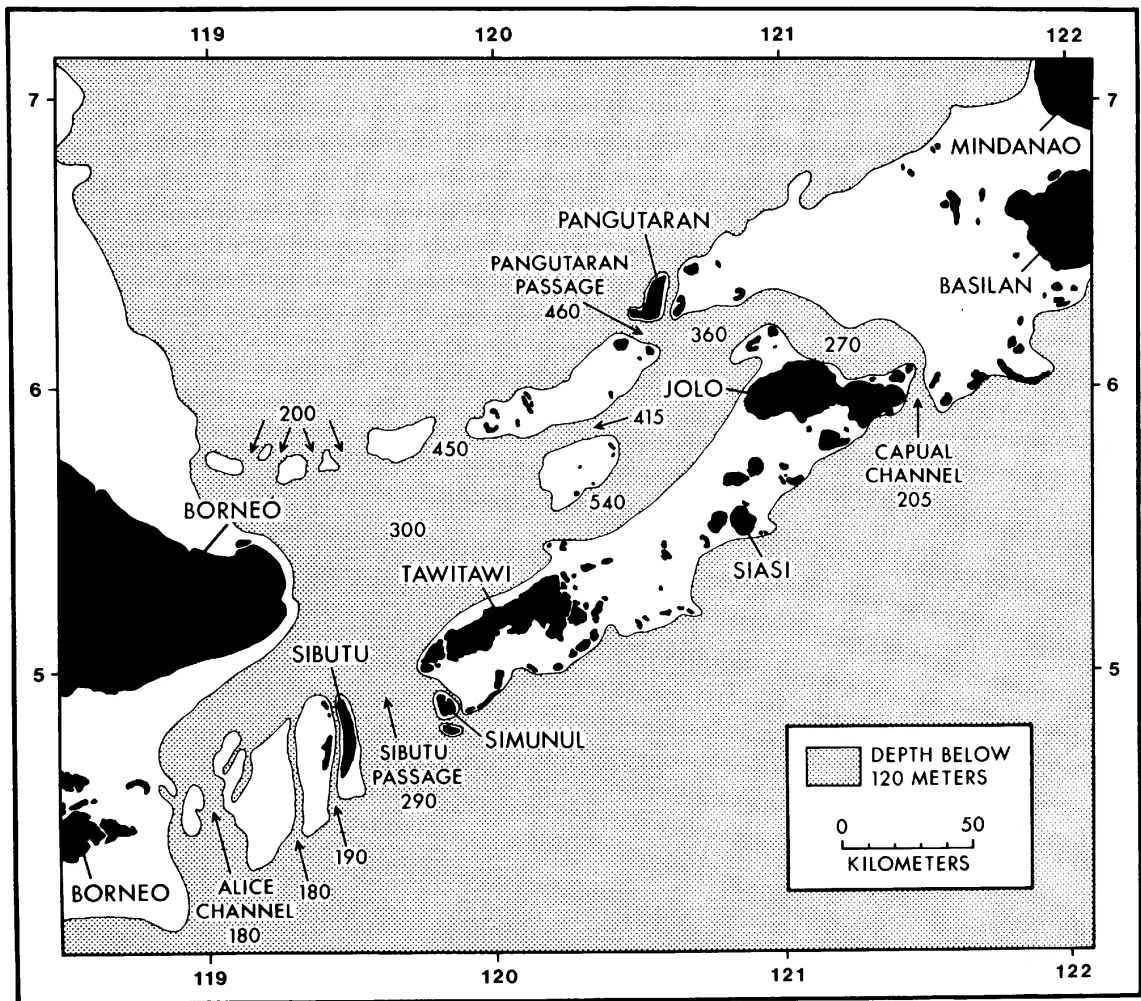 119
120
121
122
7
7
MINDANAO
PANGUTARAN
PANGUTARAN
PASSAGE
460
BASILAN
360
270
6
6
JOLO
200
415
450
CAPUAL
CHANNEL
205
BORNEO
540
300
SIASI
TAWITAWI
5
5
SIBUTU
SIMUNUL
SIBUTU
PASSAGE
290
DEPTH BELOW
120 METERS
0 50
KILOMETERS
190
180
BORNEO
ALICE
CHANNEL
180
119
120
121
122